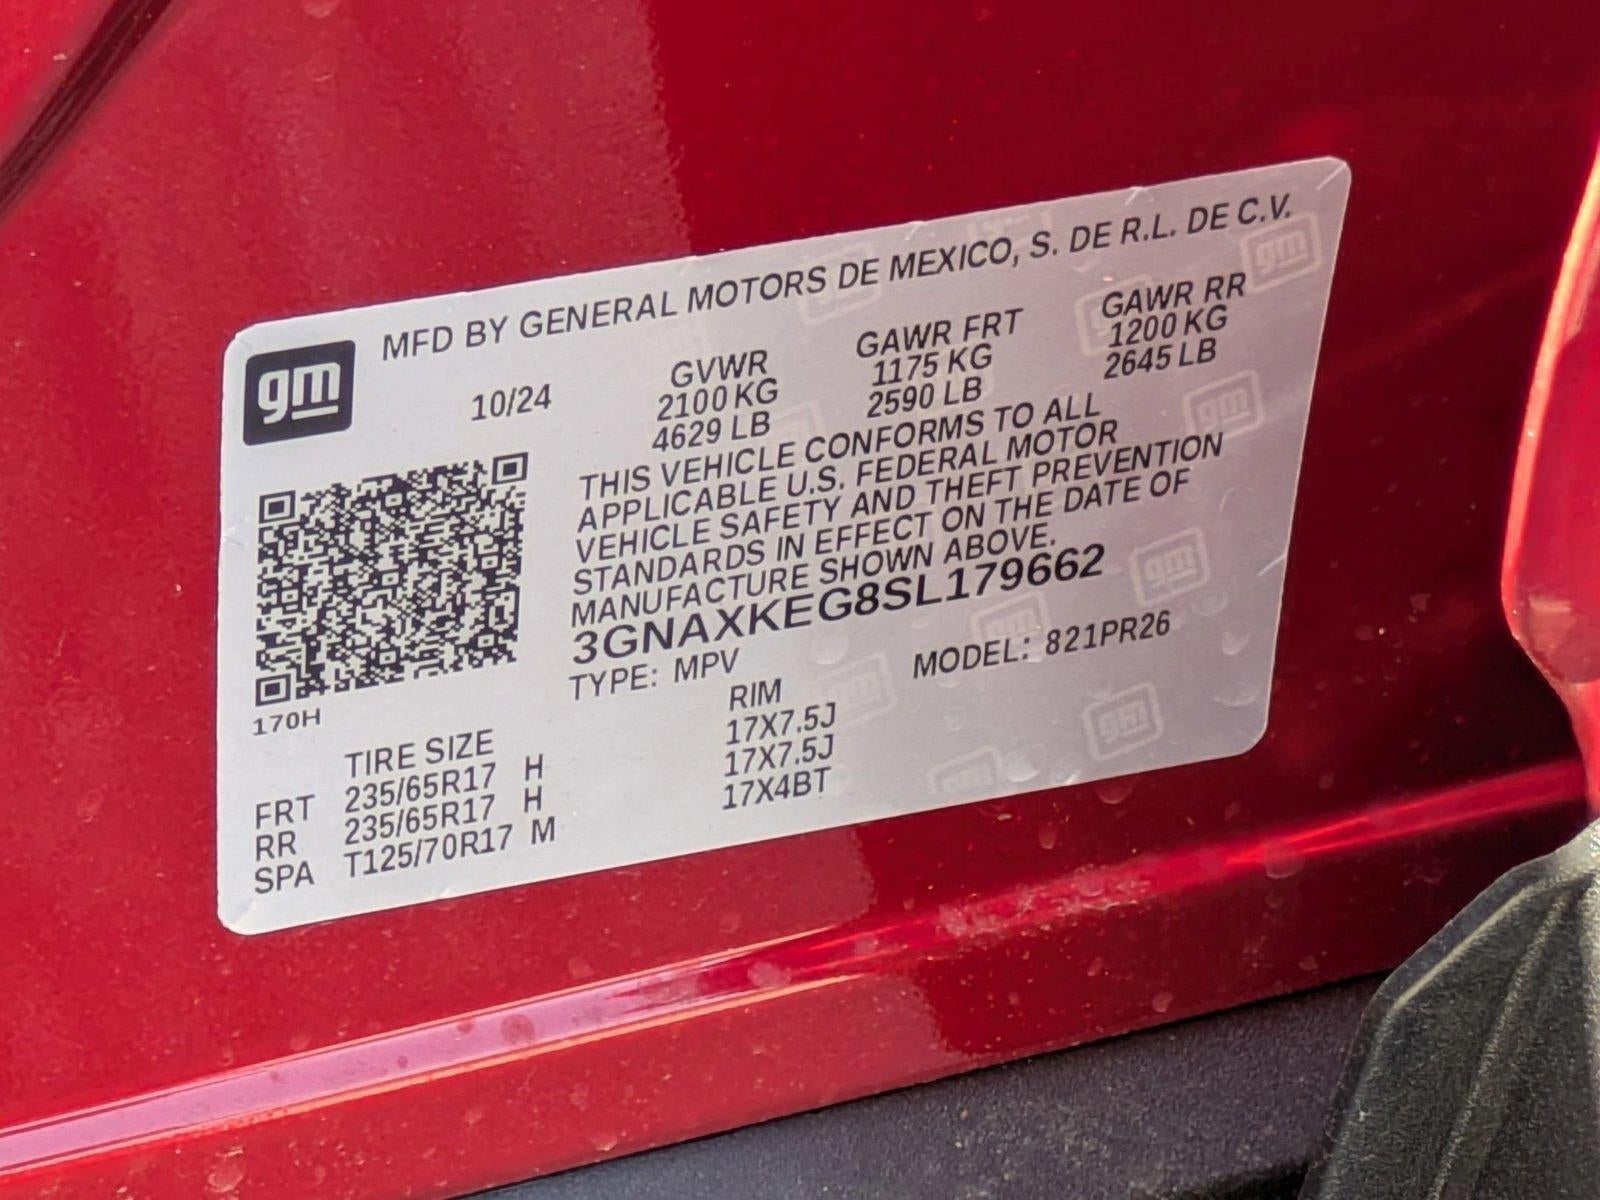 MFD BY GENERAL MOTORS DE MEXICO, S. DE R.L. DE C.V.
gm
10/24
GVWR GAWR FRT GAWR RR
2100 KG 1175 KG 1200 KG
4629 LB 2590 LB 2645 LB
THIS VEHICLE CONFORMS TO ALL
APPLICABLE U.S. FEDERAL MOTOR
VEHICLE SAFETY AND THEFT PREVENTION
STANDARDS IN EFFECT ON THE DATE OF
MANUFACTURE SHOWN ABOVE.
3GNAXKEG8SL179662
TYPE: MPV MODEL: 821PR26
170H
TIRE SIZE RIM
FRT 235/65R17 H 17X7.5J
RR 235/65R17 H 17X7.5J
SPA T125/70R17 M 17X4BT